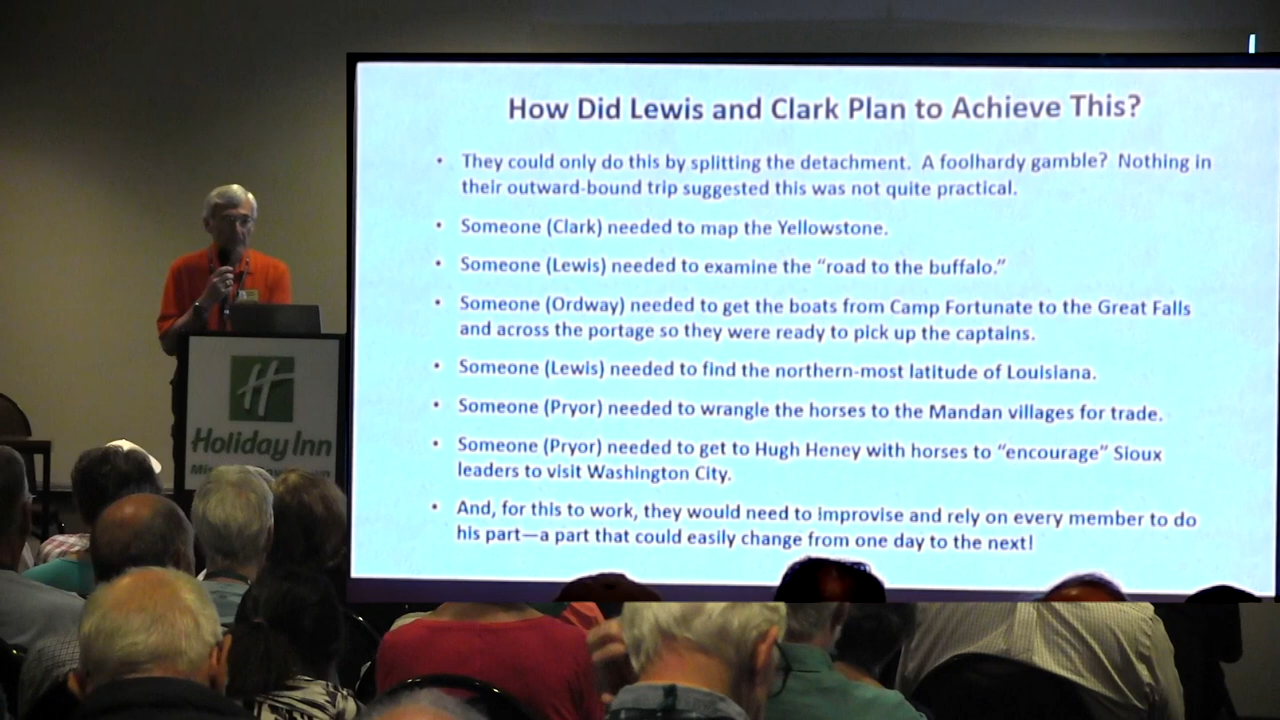 How Did Lewis and Clark Plan to Achieve This?
• They could only do this by splitting the detachment. A foolhardy gamble? Nothing in
their outward-bound trip suggested this was not quite practical.
• Someone (Clark) needed to map the Yellowstone.
• Someone (Lewis) needed to examine the “road to the buffalo.”
• Someone (Ordway) needed to get the boats from Camp Fortunate to the Great Falls
and across the portage so they were ready to pick up the captains.
• Someone (Lewis) needed to find the northern-most latitude of Louisiana.
• Someone (Pryor) needed to wrangle the horses to the Mandan villages for trade.
• Someone (Pryor) needed to get to Hugh Heney with horses to “encourage” Sioux
leaders to visit Washington City.
• And, for this to work, they would need to improvise and rely on every member to do
his part—a part that could easily change from one day to the next!
H
Holiday Inn